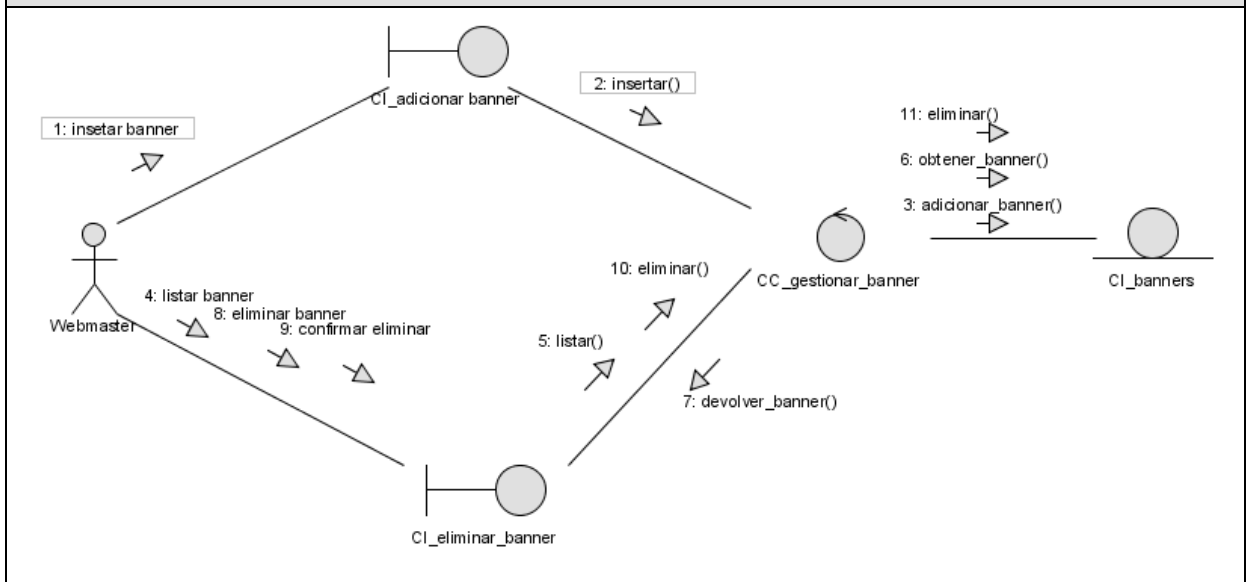 CI_adicionar banner
2: insertar()
1: insetar banner
11: eliminar()
6: obtener_banner()
3: adicionar_banner()
10: eliminar()
CC_gestionar_banner
CI_banners
4: listar banner
8: eliminar banner
9: confirmar eliminar
Webmaster
5: listar()
7: devolver_banner()
CI_eliminar_banner